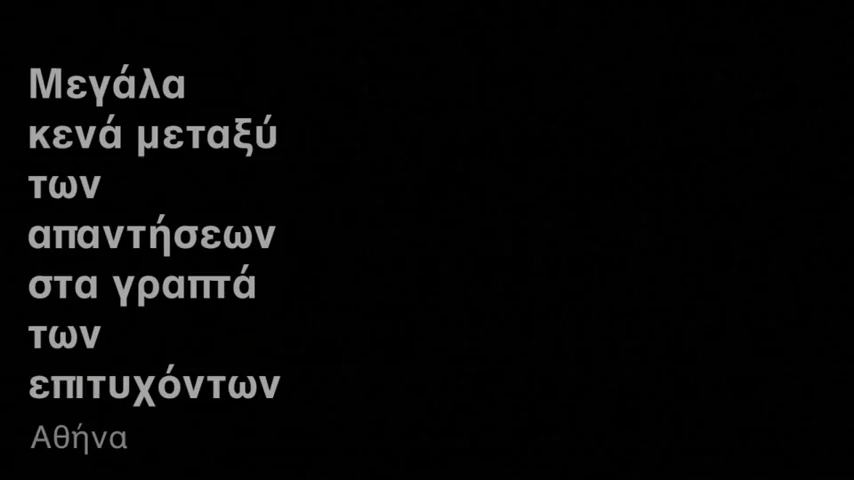 Μεγάλα
κενά μεταξύ
των
απαντήσεων
στα γραπτά
των
επιτυχόντων
Αθήνα